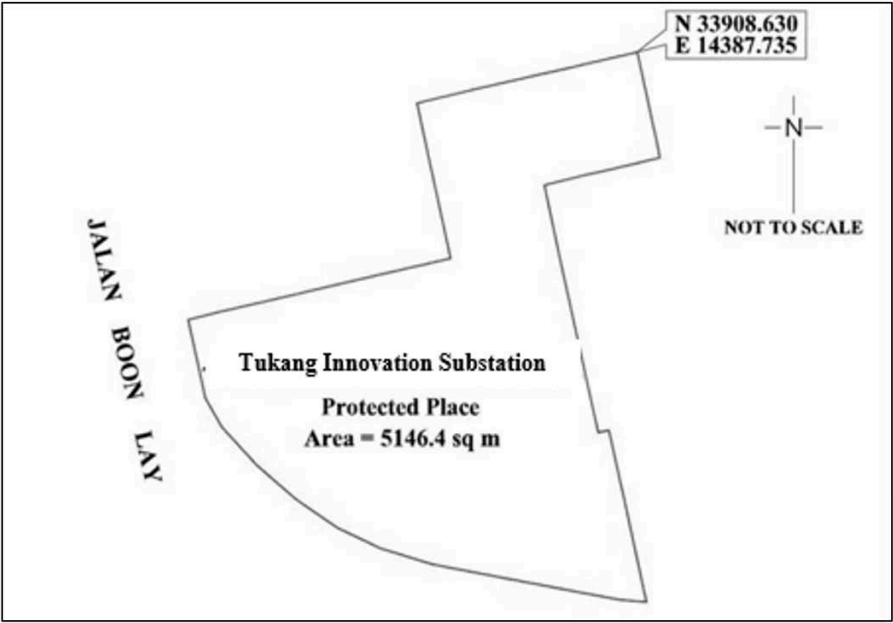 N 33908.630
E 14387.735
N
NOT TO SCALE
JALAN BOON LAY
Tukang Innovation Substation
Protected Place
Area = 5146.4 sq m